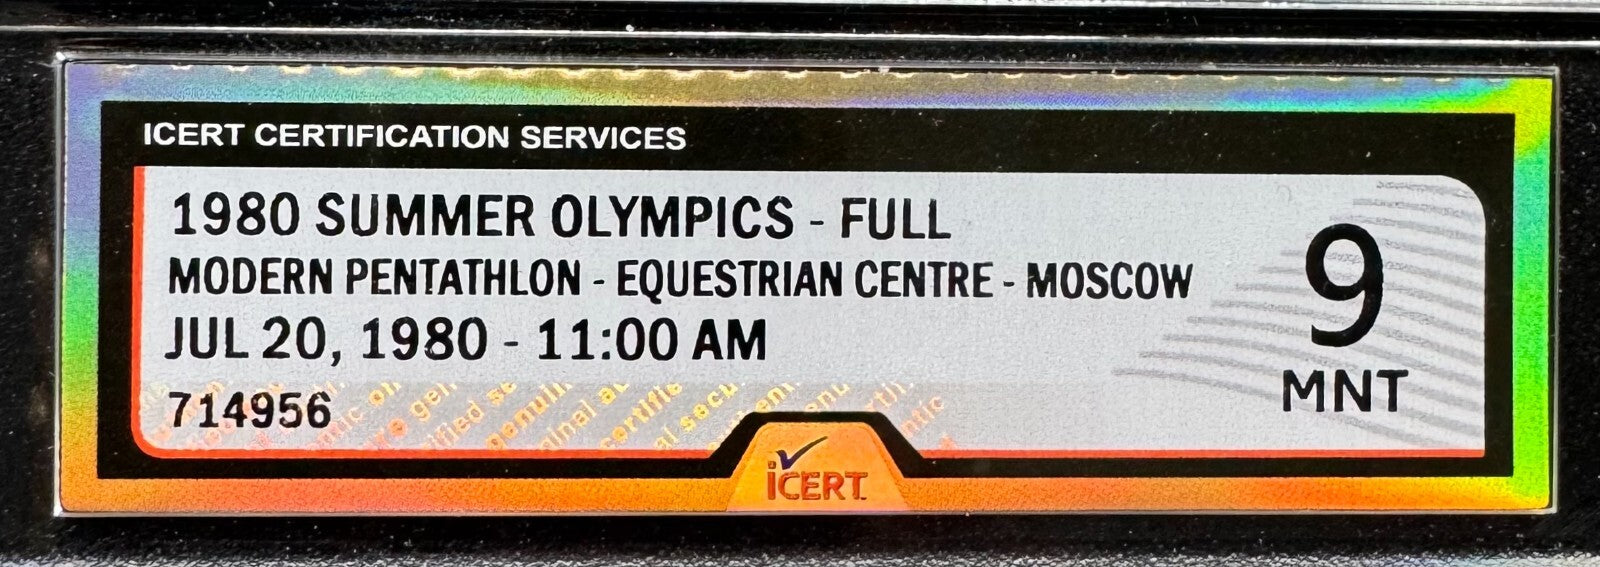 ICERT CERTIFICATION SERVICES
1980 SUMMER OLYMPICS - FULL
MODERN PENTATHLON - EQUESTRIAN CENTRE - MOSCOW
JUL 20, 1980 - 11:00 AM
714956
9
MNT
iCERT